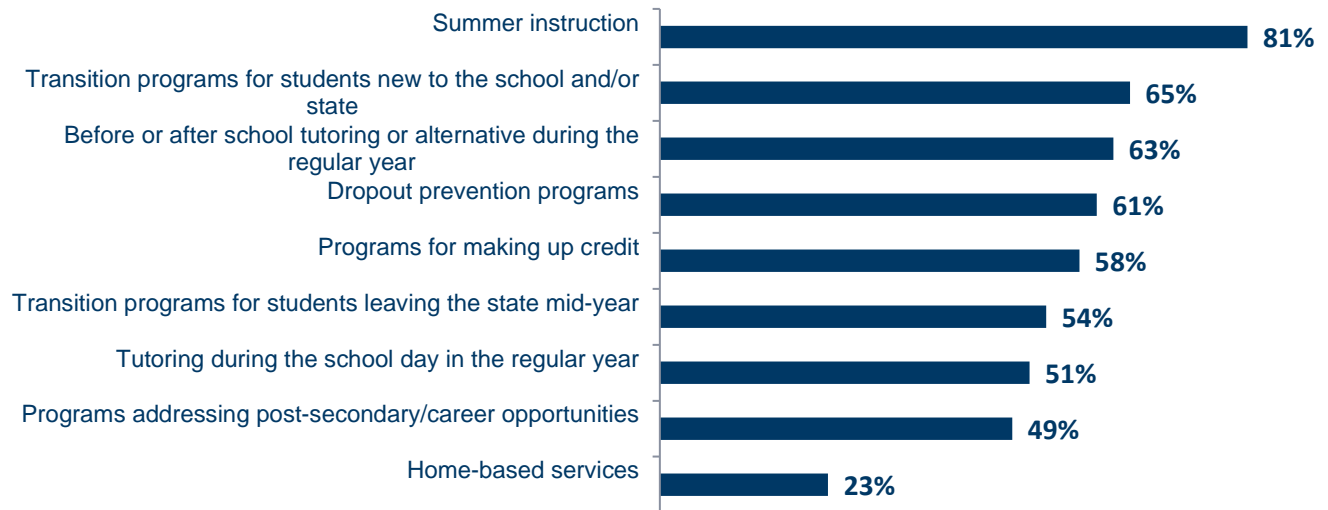 Summer instruction
81%
Transition programs for students new to the school and/or
state
65%
Before or after school tutoring or alternative during the
regular year
63%
Dropout prevention programs
61%
Programs for making up credit
58%
Transition programs for students leaving the state mid-year
54%
Tutoring during the school day in the regular year
51%
Programs addressing post-secondary/career opportunities
49%
Home-based services
23%